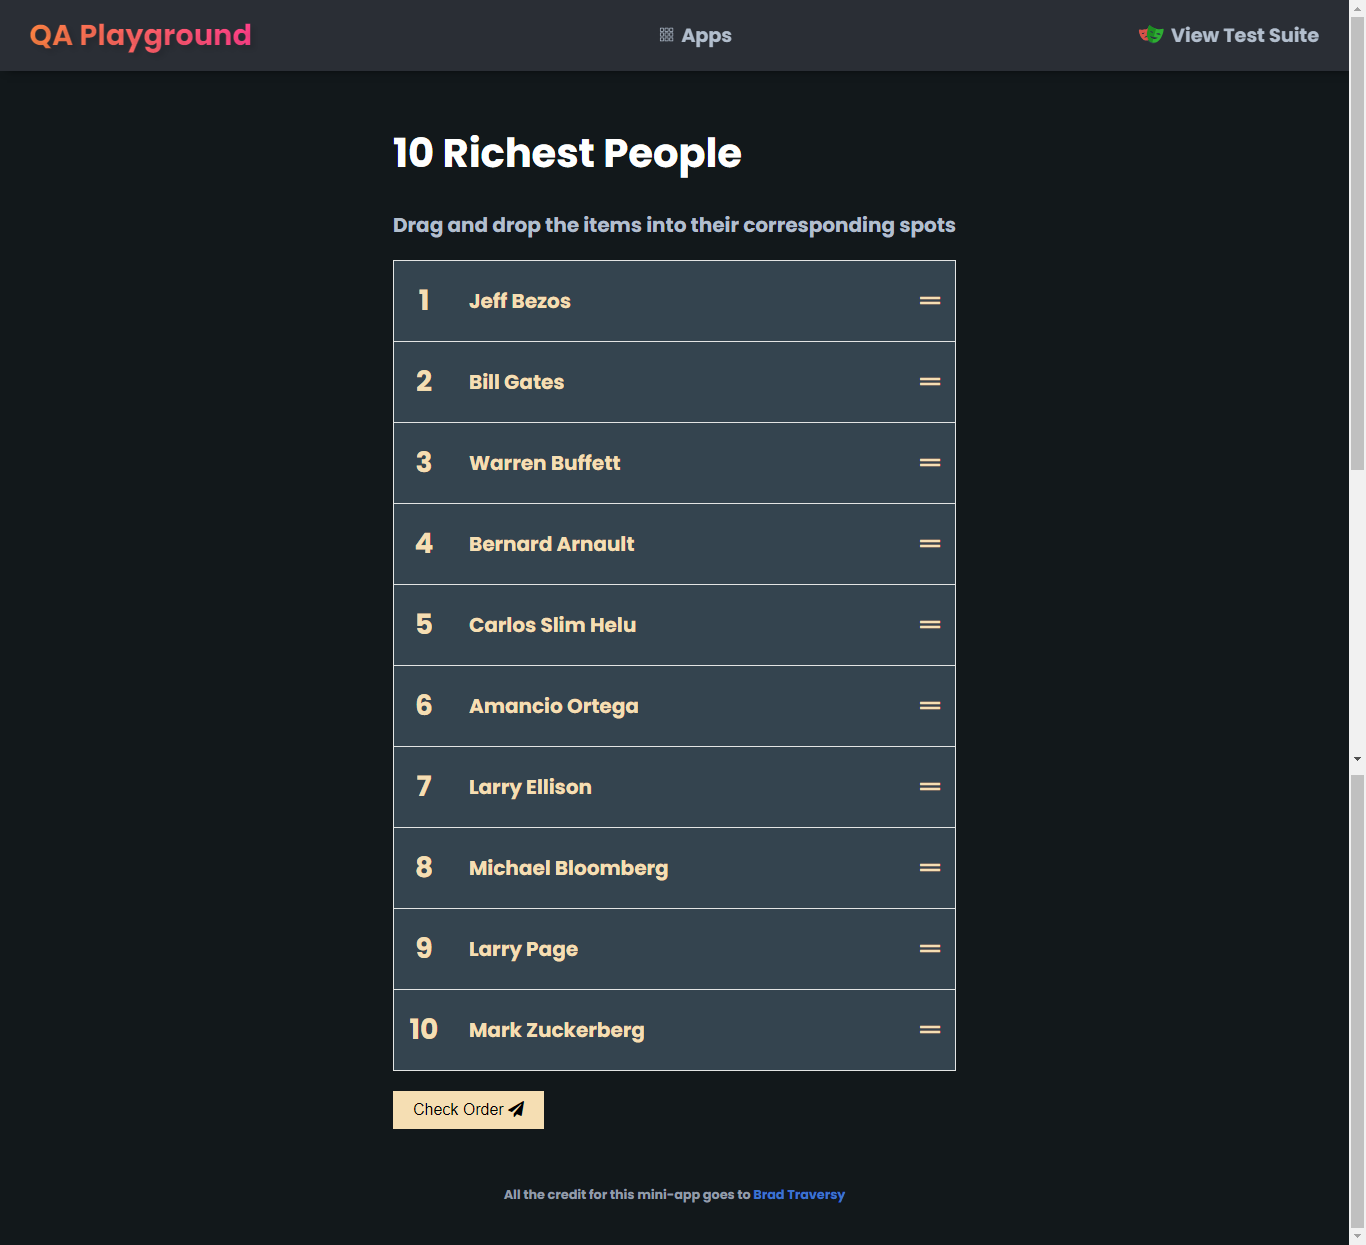 QA Playground
Apps
View Test Suite
10 Richest People
Drag and drop the items into their corresponding spots
1 Jeff Bezos
2 Bill Gates
3 Warren Buffett
4 Bernard Arnault
5 Carlos Slim Helu
6 Amancio Ortega
7 Larry Ellison
8 Michael Bloomberg
9 Larry Page
10 Mark Zuckerberg
Check Order
All the credit for this mini-app goes to Brad Traversy